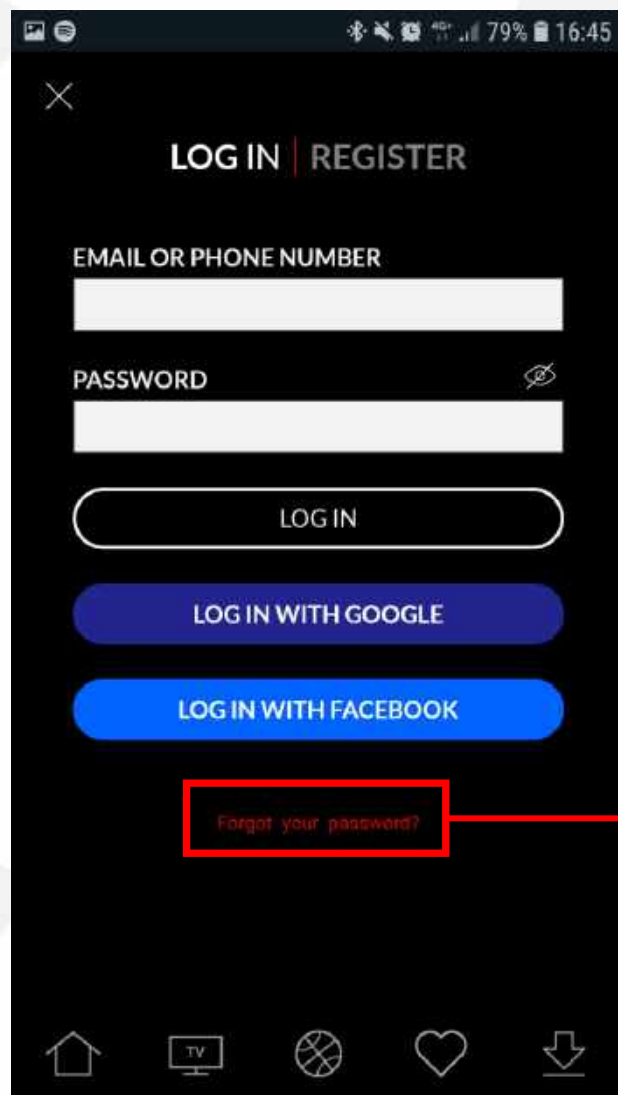 79% 16:45
LOG IN | REGISTER
EMAIL OR PHONE NUMBER
PASSWORD
LOG IN
LOG IN WITH GOOGLE
LOG IN WITH FACEBOOK
Forgot your password?
TV